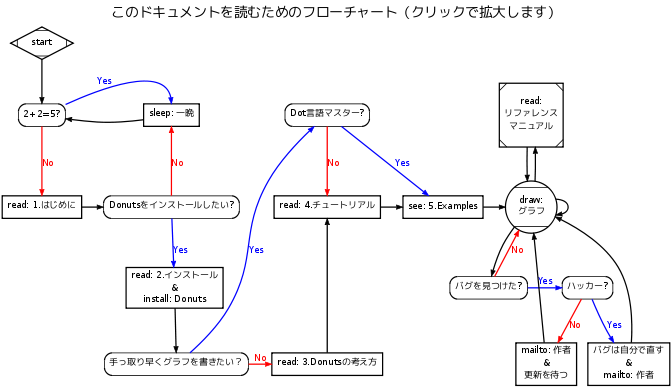 このドキュメントを読むためのフローチャート（クリックで拡大します）
start
Yes
2+2=5?
sleep: 一晩
No
No
read: 1.はじめに
Donutsをインストールしたい?
Yes
read: 2.インストール
&
install: Donuts
手っ取り早くグラフを書きたい？
Yes
No
read: 3.Donutsの考え方
Dot言語マスター?
No
Yes
read: 4.チュートリアル
see: 5.Examples
read:
リファレンス
マニュアル
draw:
グラフ
No
バグを見つけた?
Yes
ハッカー?
No
Yes
mailto: 作者
&
更新を待つ
バグは自分で直す
&
mailto: 作者